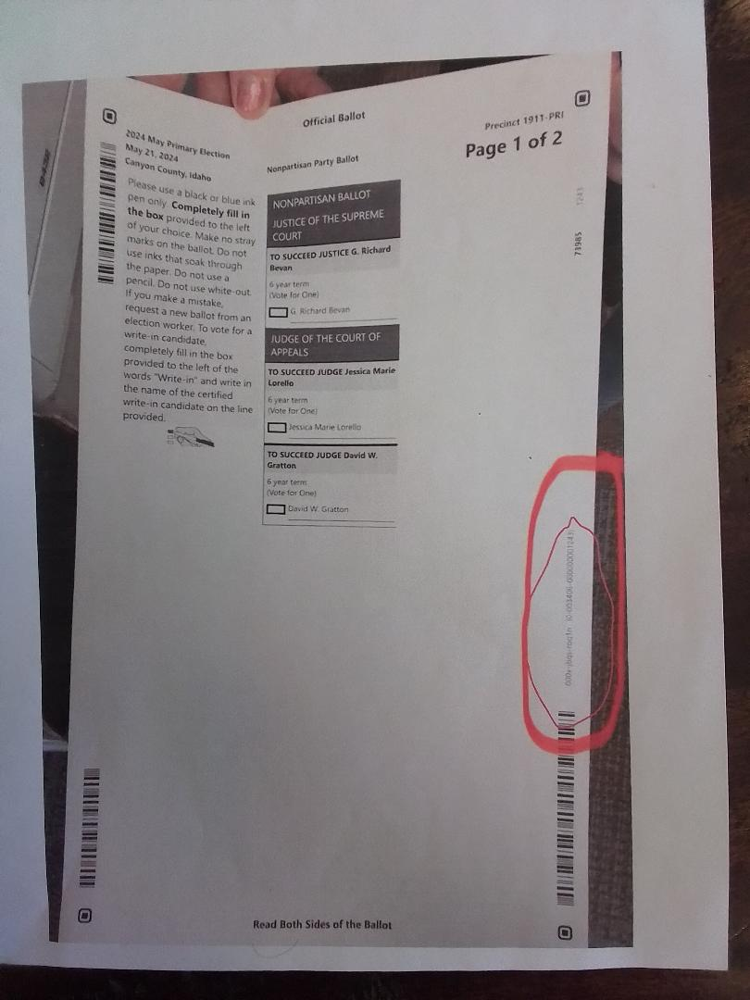 Official Ballot
2024 May Primary Election
May 21, 2024
Canyon County, Idaho
Please use a black or blue ink
pen only. Completely fill in
the box provided to the left
of your choice. Make no stray
marks on the ballot. Do not
use inks that soak through
the paper. Do not use a
pencil. Do not use white-out.
If you make a mistake,
request a new ballot from an
election worker. To vote for a
write-in candidate,
completely fill in the box
provided to the left of the
words "Write-in" and write in
the name of the certified
write-in candidate on the line
provided.
Nonpartisan Party Ballot
NONPARTISAN BALLOT
JUSTICE OF THE SUPREME
COURT
TO SUCCEED JUSTICE G. Richard
Bevan
6 year term
(Vote for One)
G. Richard Bevan
JUDGE OF THE COURT OF
APPEALS
TO SUCCEED JUDGE Jessica Marie
Lorello
6 year term
(Vote for One)
Jessica Marie Lorello
TO SUCCEED JUDGE David W.
Gratton
6 year term
(Vote for One)
David W. Gratton
Precinct 1911-PRI
Page 1 of 2
1243
Read Both Sides of the Ballot